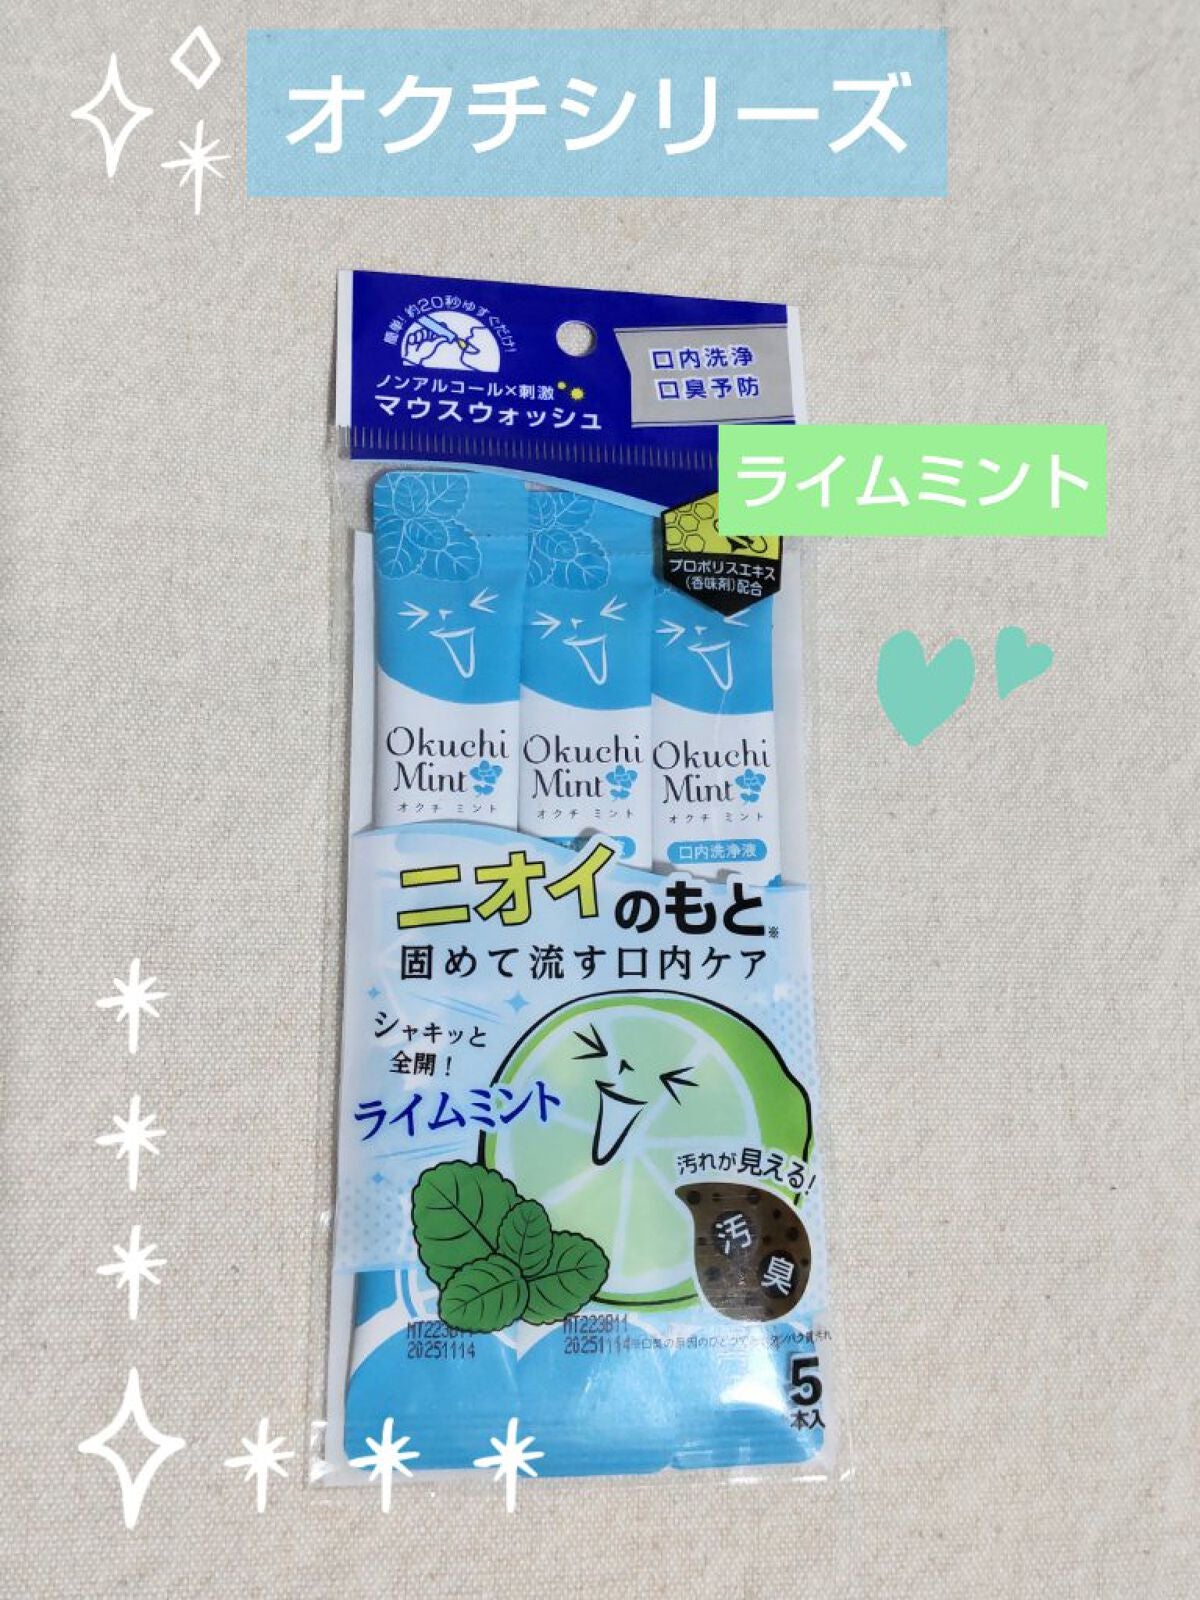 オクチシリーズ
簡単!約20秒ゆすぐだけ!
ノンアルコール×刺激
マウスウォッシュ
口内洗浄
口臭予防
ライムミント
プロポリスエキス
(香味剤)配合
Okuchi
Mint
オクチ ミント
Okuchi
Mint
オクチ ミント
Okuchi
Mint
オクチ ミント
口内洗浄液
ニオイのもと※
固めて流す口内ケア
シャキッと
全開!
ライムミント
汚れが見える!
汚
臭
MT223B11
20251114
MT223B11
20251114
5
本入